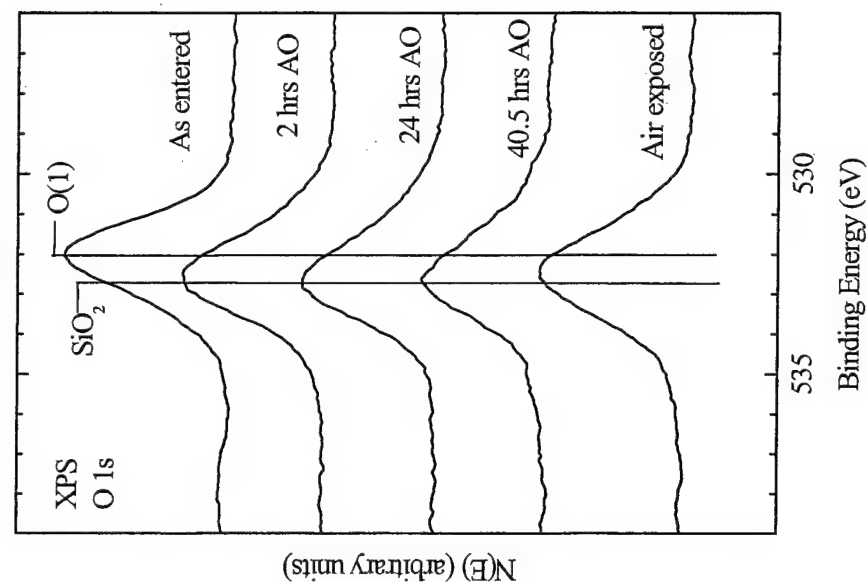 XPS
O 1s
SiO₂
O(1)
As entered
2 hrs AO
24 hrs AO
40.5 hrs AO
Air exposed
535
530
Binding Energy (eV)
N(E) (arbitrary units)